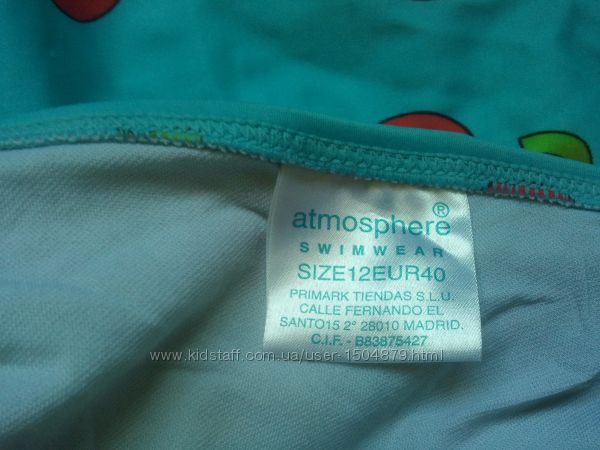 atmosphere®
SWIMWEAR
SIZE12EUR40
PRIMARK TIENDAS S.L.U.
CALLE FERNANDO EL
SANTO15 2º 28010 MADRID.
C.I.F. - B83875427
www.kidstaff.com.ua/user-1504879.html